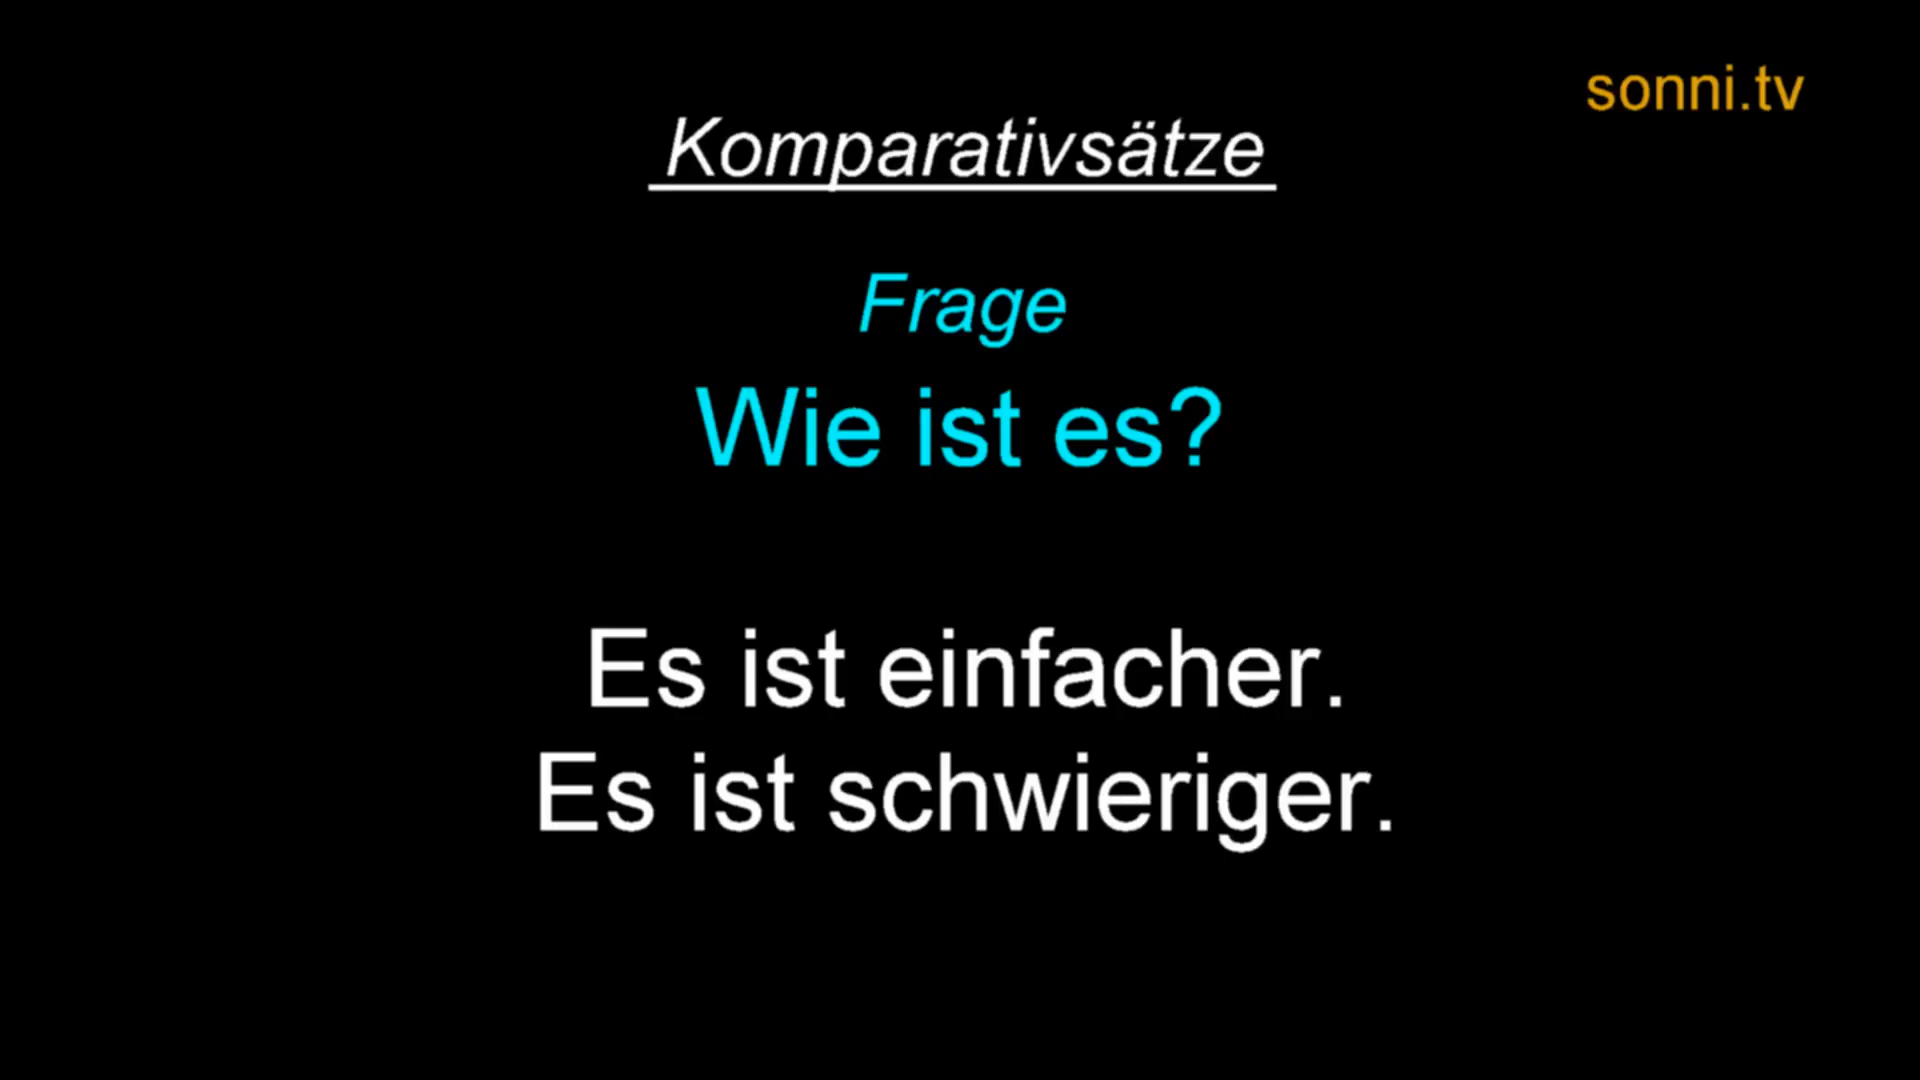 sonni.tv
Komparativsätze
Frage
Wie ist es?
Es ist einfacher.
Es ist schwieriger.